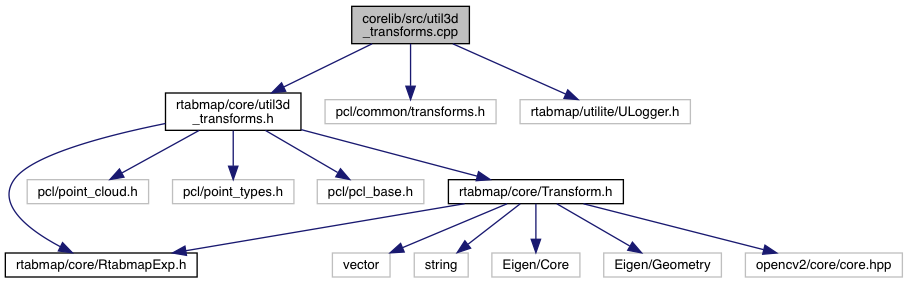 corelib/src/util3d
_transforms.cpp
rtabmap/core/util3d
_transforms.h
pcl/common/transforms.h
rtabmap/utilite/ULogger.h
pcl/point_cloud.h
pcl/point_types.h
pcl/pcl_base.h
rtabmap/core/Transform.h
rtabmap/core/RtabmapExp.h
vector
string
Eigen/Core
Eigen/Geometry
opencv2/core/core.hpp